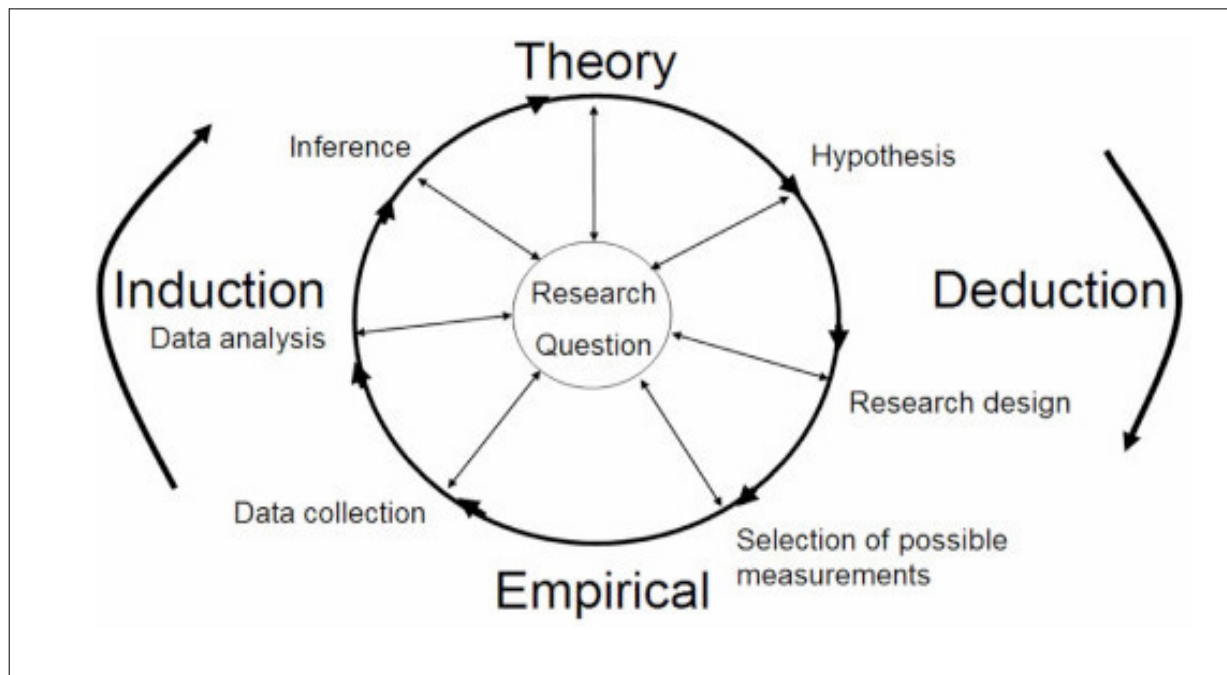 Theory
Inference
Hypothesis
Induction
Deduction
Research
Question
Data analysis
Research design
Data collection
Selection of possible
measurements
Empirical